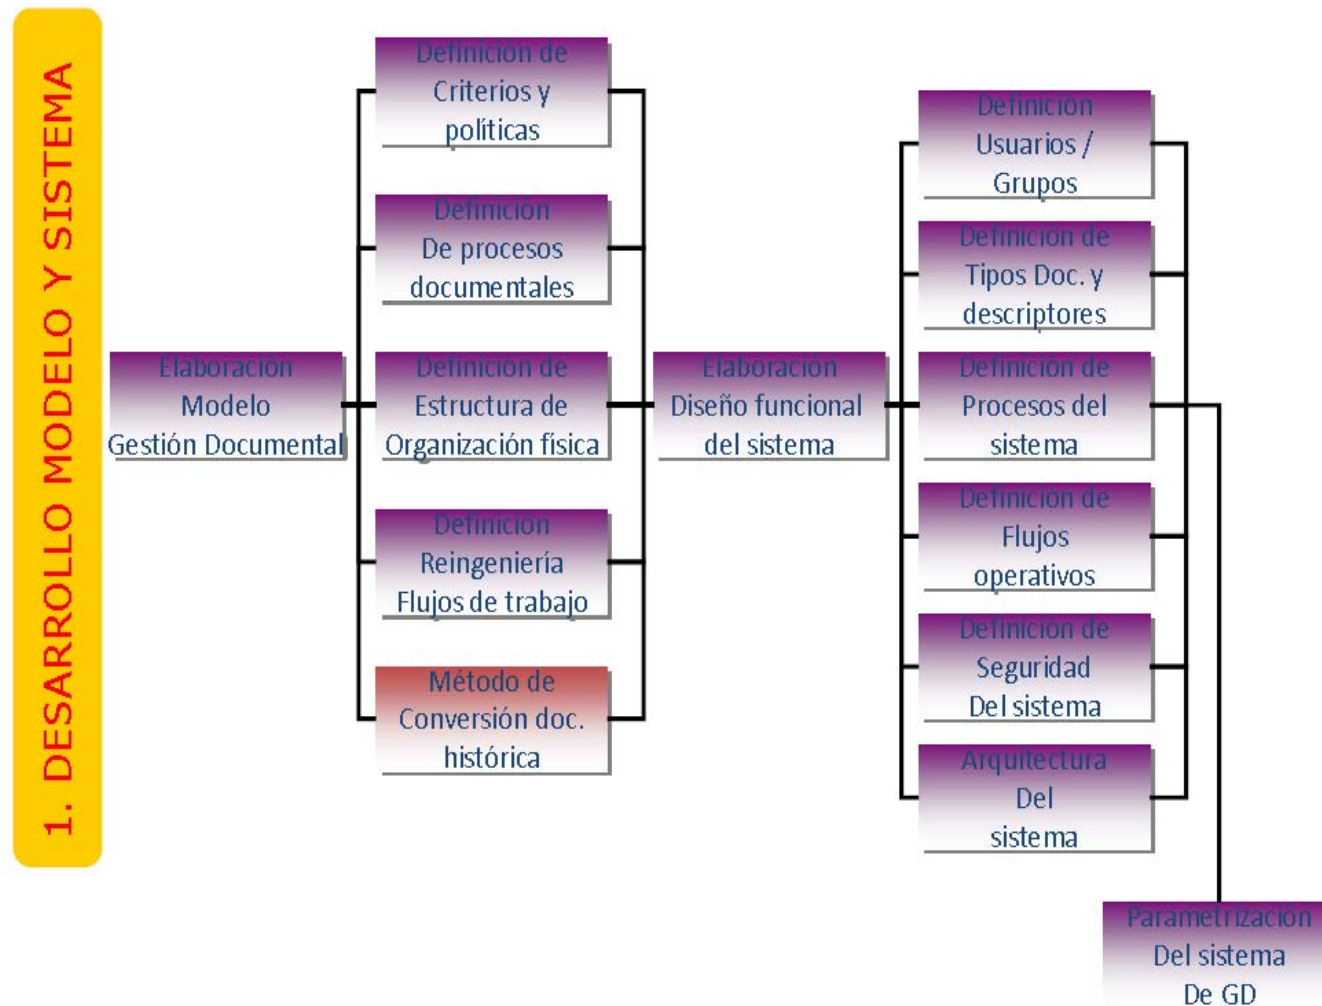 1. DESARROLLO MODELO Y SISTEMA
Elaboración
Modelo
Gestión Documental
Definición de
Criterios y
políticas
Definición
De procesos
documentales
Definición de
Estructura de
Organización física
Definición
Reingeniería
Flujos de trabajo
Método de
Conversión doc.
histórica
Elaboración
Diseño funcional
del sistema
Definición
Usuarios /
Grupos
Definición de
Tipos Doc. y
descriptores
Definición de
Procesos del
sistema
Definición de
Flujos
operativos
Definición de
Seguridad
Del sistema
Arquitectura
Del
sistema
Parametrización
Del sistema
De GD